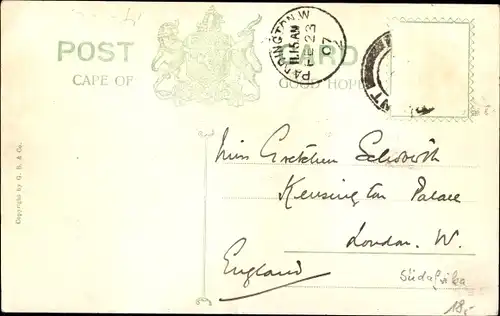 POST CARD
CAPE OF GOOD HOPE
PADDINGTON.W
11.15 AM
FE 23
07
Copyright by G. B. & Co.
Miss Gretchen
Kensington Palace
London. W.
England
Südafrika
18,-